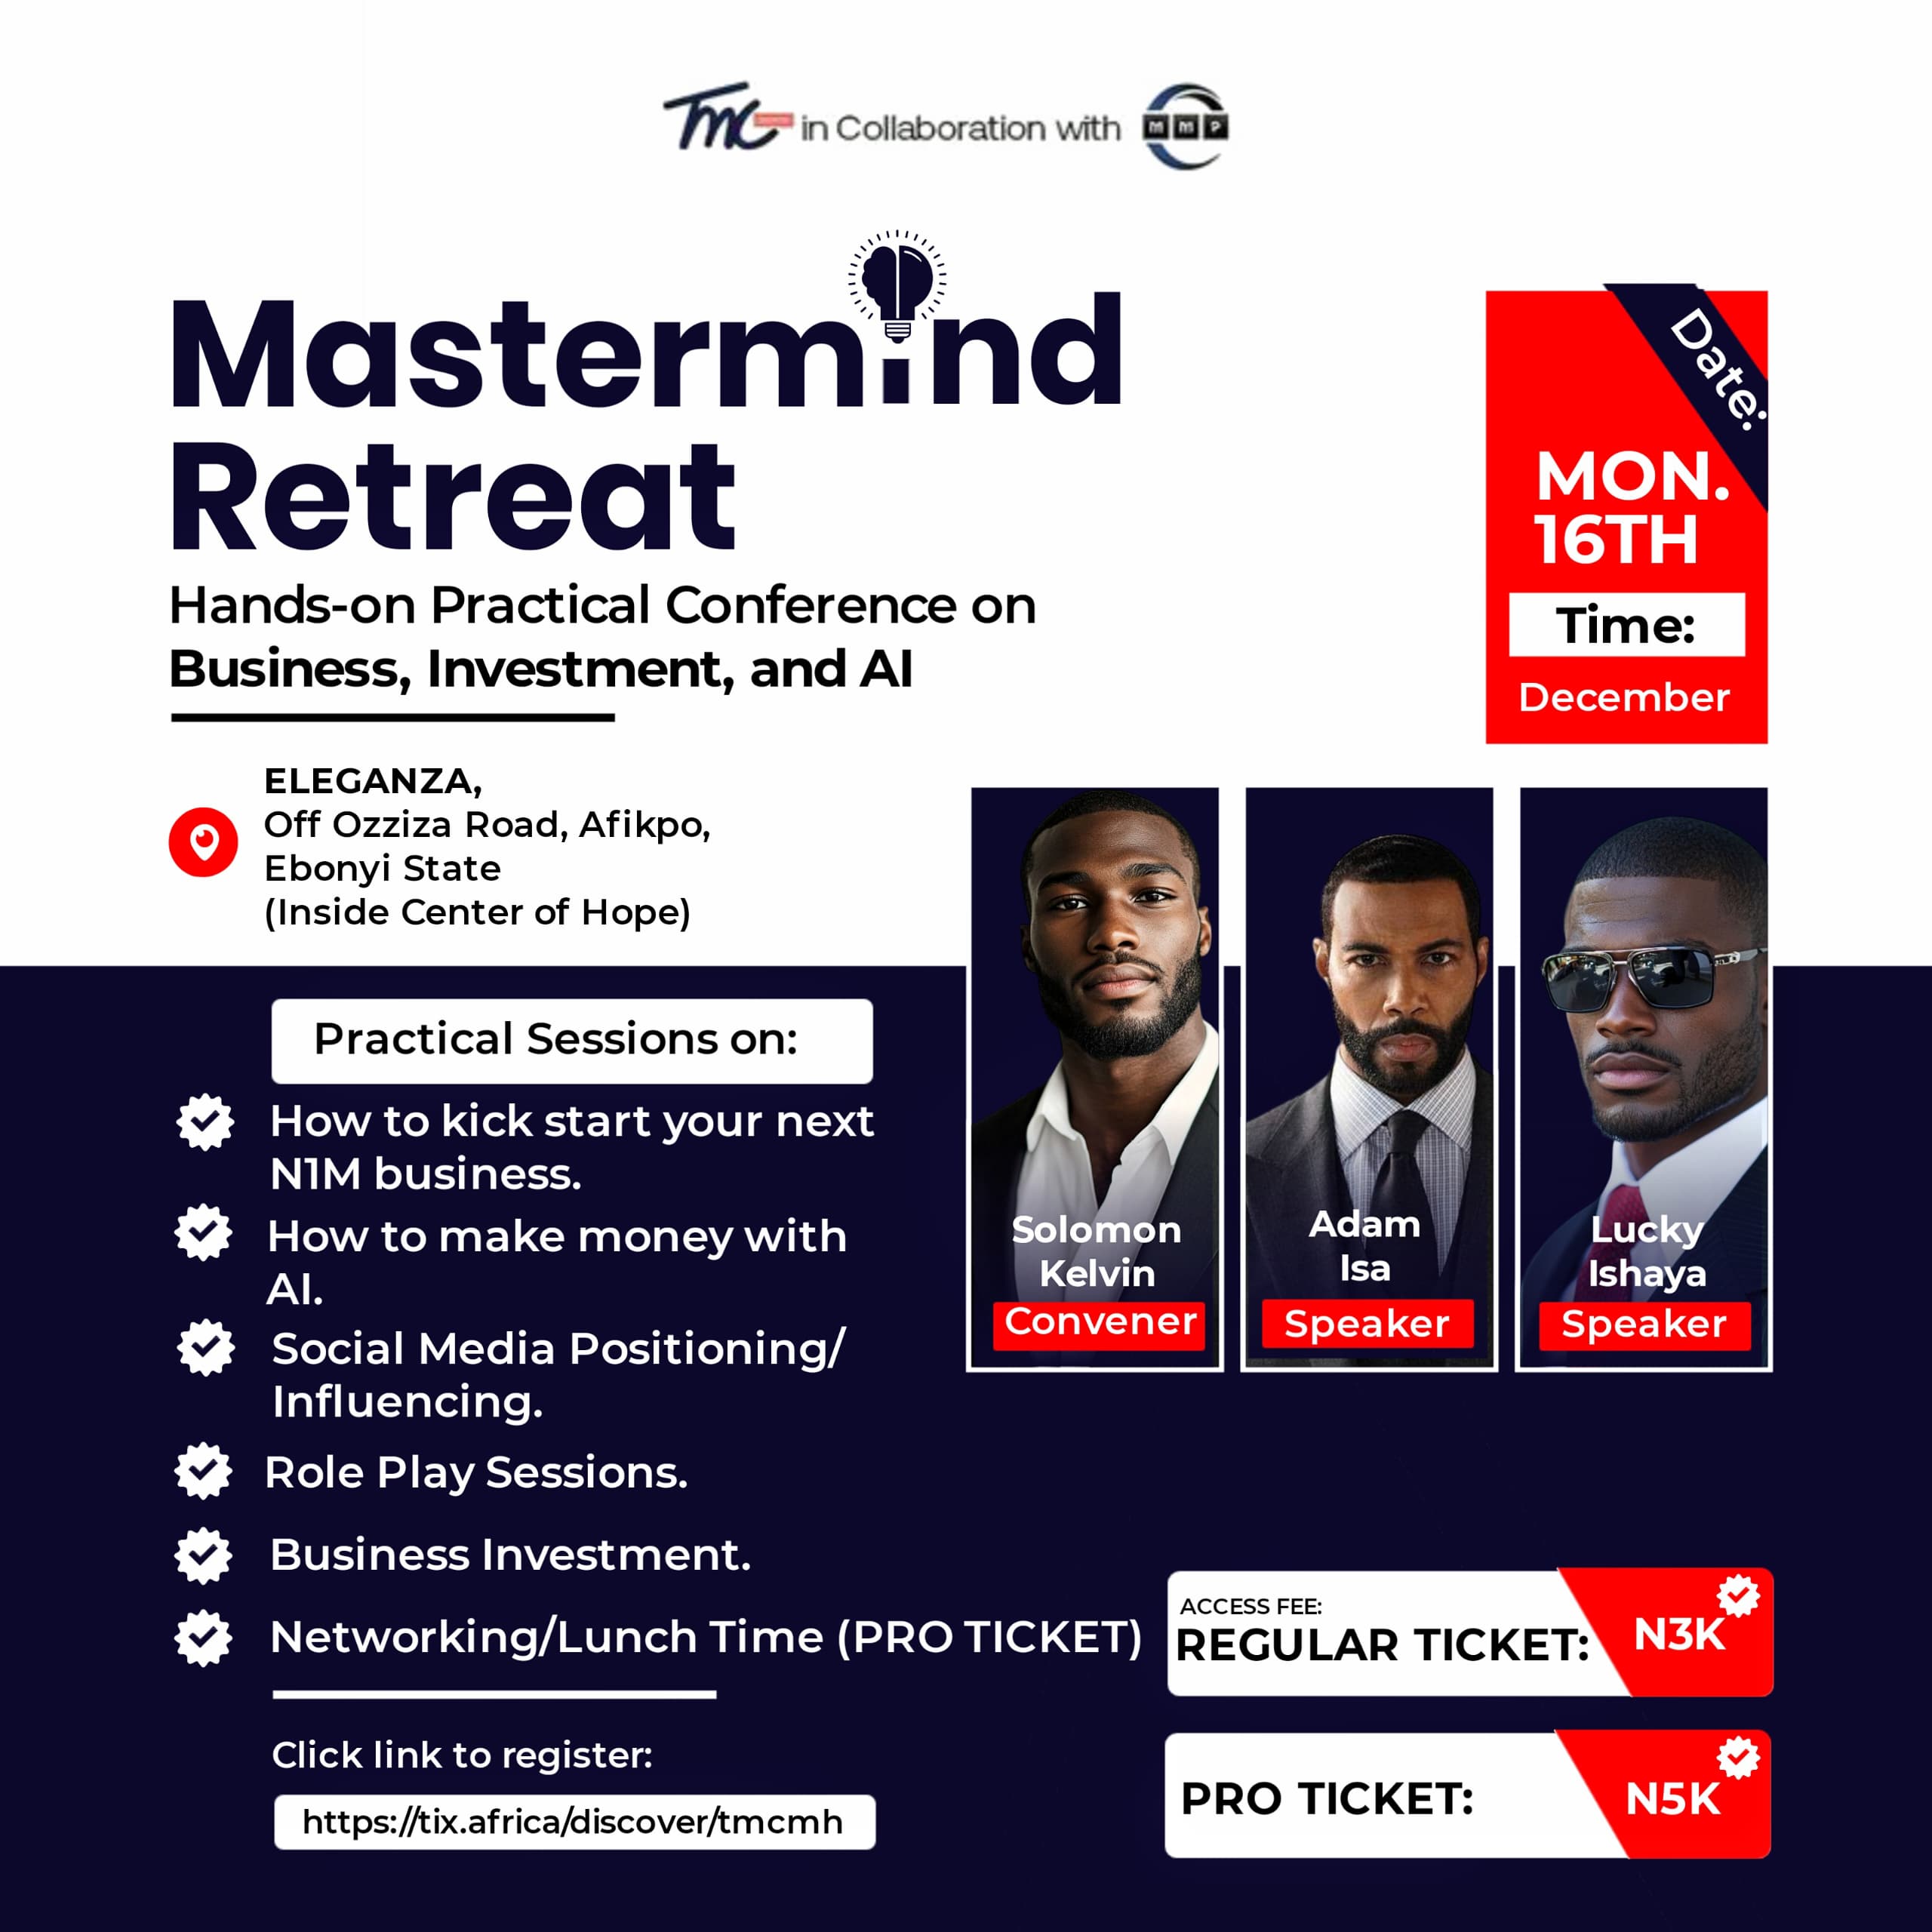 TMC in Collaboration with MMP
Mastermind
Retreat
Hands-on Practical Conference on
Business, Investment, and AI
Date:
MON.
16TH
Time:
December
ELEGANZA,
Off Ozziza Road, Afikpo,
Ebonyi State
(Inside Center of Hope)
Practical Sessions on:
How to kick start your next
N1M business.
How to make money with
AI.
Social Media Positioning/
Influencing.
Role Play Sessions.
Business Investment.
Networking/Lunch Time (PRO TICKET)
Solomon
Kelvin
Convener
Adam
Isa
Speaker
Lucky
Ishaya
Speaker
ACCESS FEE:
REGULAR TICKET:
N3K
PRO TICKET:
N5K
Click link to register:
https://tix.africa/discover/tmcmh